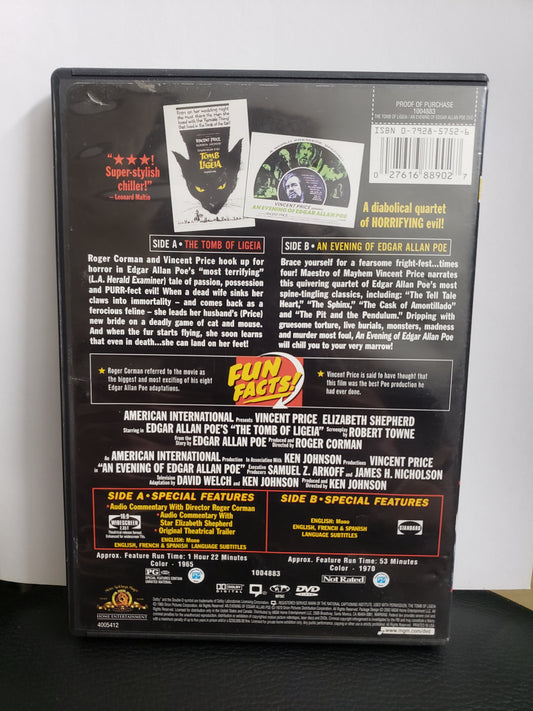 PROOF OF PURCHASE
1004883
THE TOMB OF LIGEIA / AN EVENING OF EDGAR ALLAN POE DVD
ISBN 0-7928-5752-6
0 27616 88902 7
VINCENT PRICE
TOMB
OF
LIGEIA
VINCENT PRICE
AN EVENING OF EDGAR ALLAN POE
"★★★!
Super-stylish
chiller!"
– Leonard Maltin
A diabolical quartet
of HORRIFYING evil!
SIDE A • THE TOMB OF LIGEIA
Roger Corman and Vincent Price hook up for
horror in Edgar Allan Poe's "most terrifying"
(L.A. Herald Examiner) tale of passion, possession
and PURR-fect evil! When a dead wife sinks her
claws into immortality – and comes back as a
ferocious feline – she leads her husband's (Price)
new bride on a deadly game of cat and mouse.
And when the fur starts flying, she soon learns
that even in death...she can land on her feet!
SIDE B • AN EVENING OF EDGAR ALLAN POE
Brace yourself for a fearsome fright-fest...times
four! Maestro of Mayhem Vincent Price narrates
this quivering quartet of Edgar Allan Poe's most
spine-tingling classics, including: "The Tell Tale
Heart," "The Sphinx," "The Cask of Amontillado"
and "The Pit and the Pendulum." Dripping with
gruesome torture, live burials, monsters, madness
and murder most foul, An Evening of Edgar Allan Poe
will chill you to your very marrow!
★ Roger Corman referred to the movie as
the biggest and most exciting of his eight
Edgar Allan Poe adaptations.
FUN
FACTS!
★ Vincent Price is said to have thought that
this film was the best Poe production he
had ever done.
AMERICAN INTERNATIONAL Presents VINCENT PRICE ELIZABETH SHEPHERD
Starring in EDGAR ALLAN POE'S "THE TOMB OF LIGEIA" Screenplay by ROBERT TOWNE
From the Story by EDGAR ALLAN POE Produced and Directed by ROGER CORMAN
An AMERICAN INTERNATIONAL Production In Association With KEN JOHNSON Productions VINCENT PRICE
in "AN EVENING OF EDGAR ALLAN POE" Executive Producers SAMUEL Z. ARKOFF and JAMES H. NICHOLSON
Television Adaptation by DAVID WELCH and KEN JOHNSON Produced and Directed by KEN JOHNSON
SIDE A • SPECIAL FEATURES
• Audio Commentary With Director Roger Corman
• Audio Commentary With
Star Elizabeth Shepherd
• Original Theatrical Trailer
16:9
WIDESCREEN
2.35:1
ENGLISH: Mono
ENGLISH, FRENCH & SPANISH LANGUAGE SUBTITLES
SIDE B • SPECIAL FEATURES
ENGLISH: Mono
ENGLISH, FRENCH & SPANISH
LANGUAGE SUBTITLES
STANDARD
Approx. Feature Run Time: 1 Hour 22 Minutes
Color • 1965
Approx. Feature Run Time: 53 Minutes
Color • 1970
PG
1004883
Not Rated
DOLBY DIGITAL
NTSC
DVD
HOME ENTERTAINMENT
4005412
www.mgm.com/dvd